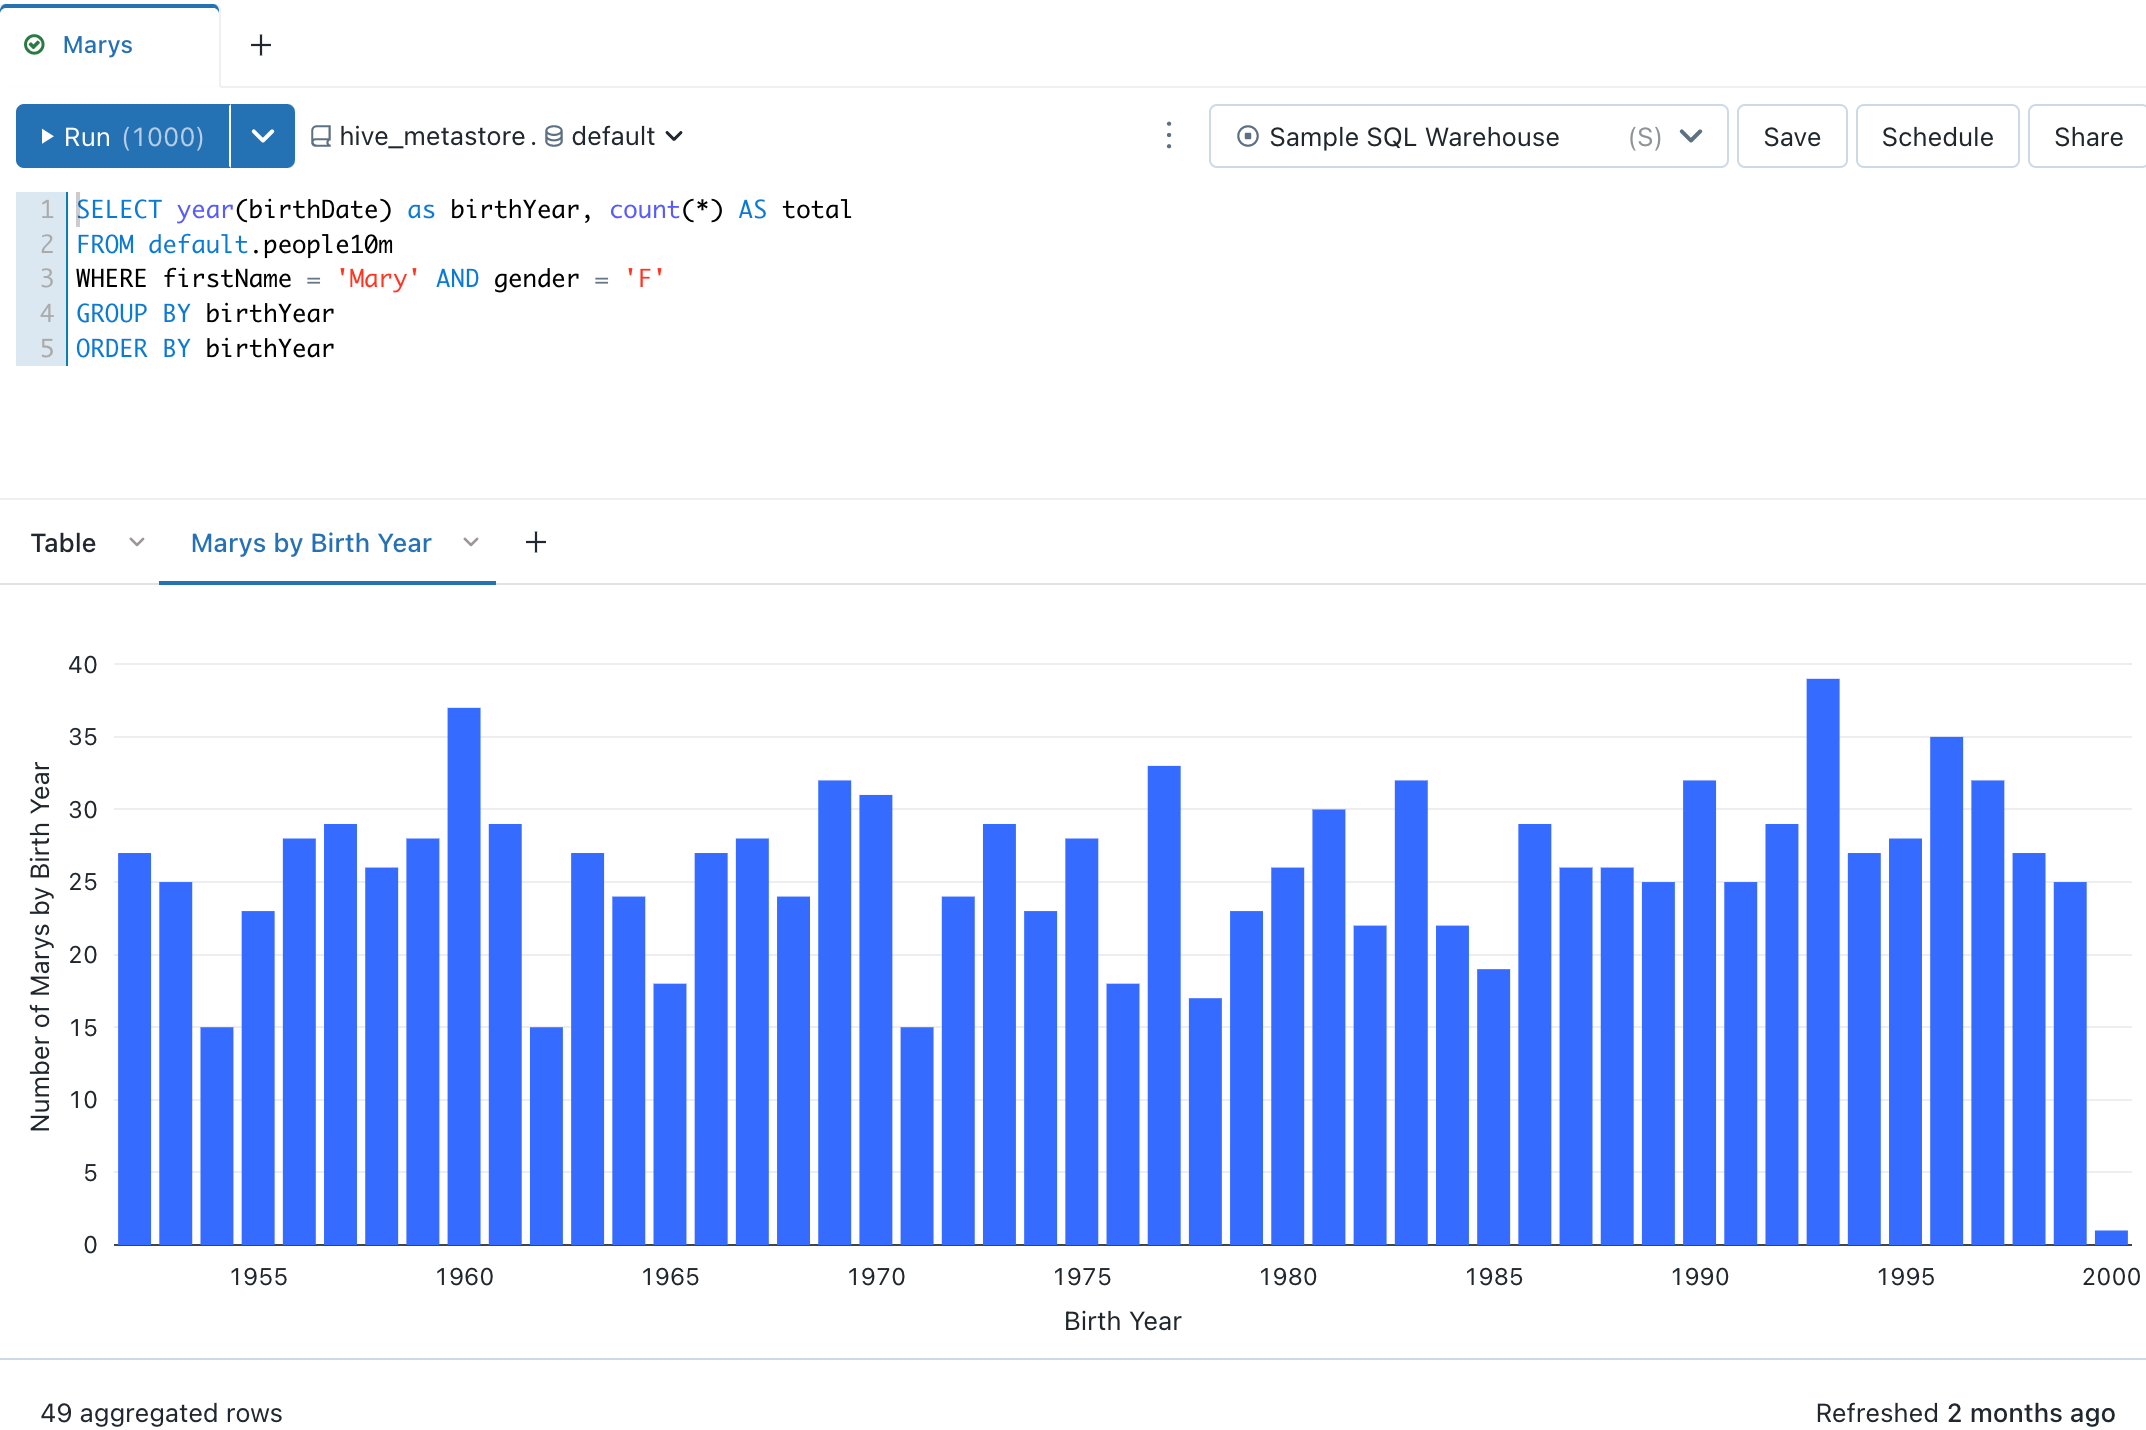 Marys
Run (1000) hive_metastore. default Sample SQL Warehouse (S) Save Schedule Share
1 SELECT year(birthDate) as birthYear, count(*) AS total
2 FROM default.people10m
3 WHERE firstName = 'Mary' AND gender = 'F'
4 GROUP BY birthYear
5 ORDER BY birthYear
Table Marys by Birth Year
Number of Marys by Birth Year
40
35
30
25
20
15
10
5
0
1955 1960 1965 1970 1975 1980 1985 1990 1995 2000
Birth Year
49 aggregated rows Refreshed 2 months ago